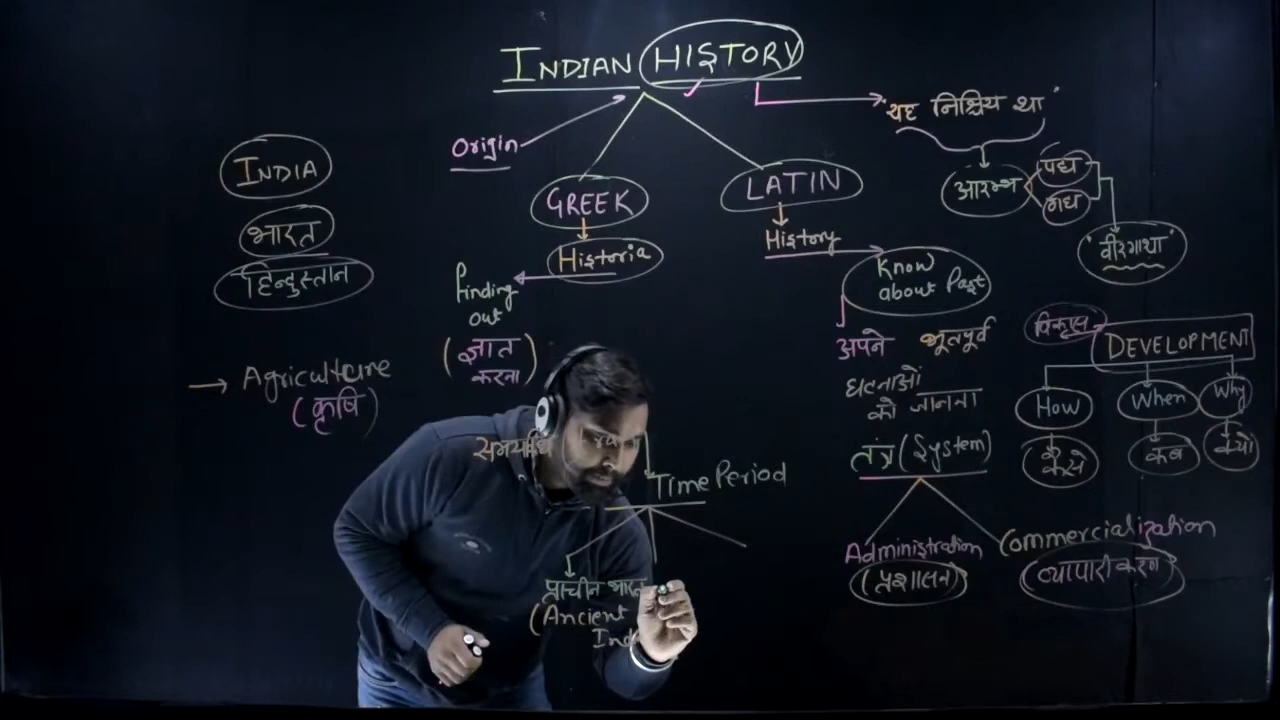 INDIAN HISTORY
Origin
"यह निश्चिय था"
INDIA
GREEK
LATIN
आरम्भ
पद्य
गद्य
भारत
Historia
History
"वीरगाथा"
हिन्दुस्तान
finding
out
(ज्ञात
करना)
Know
about Past
अपने भूतपूर्व
घटनाओं
को जानना
विकास
DEVELOPMENT
→ Agriculture
(कृषि)
How
When
Why
कैसे
कब
क्यों
तंत्र (System)
Time Period
Administration
(प्रशासन)
Commercialization
(व्यापारीकरण)
प्राचीन भारत
(Ancient